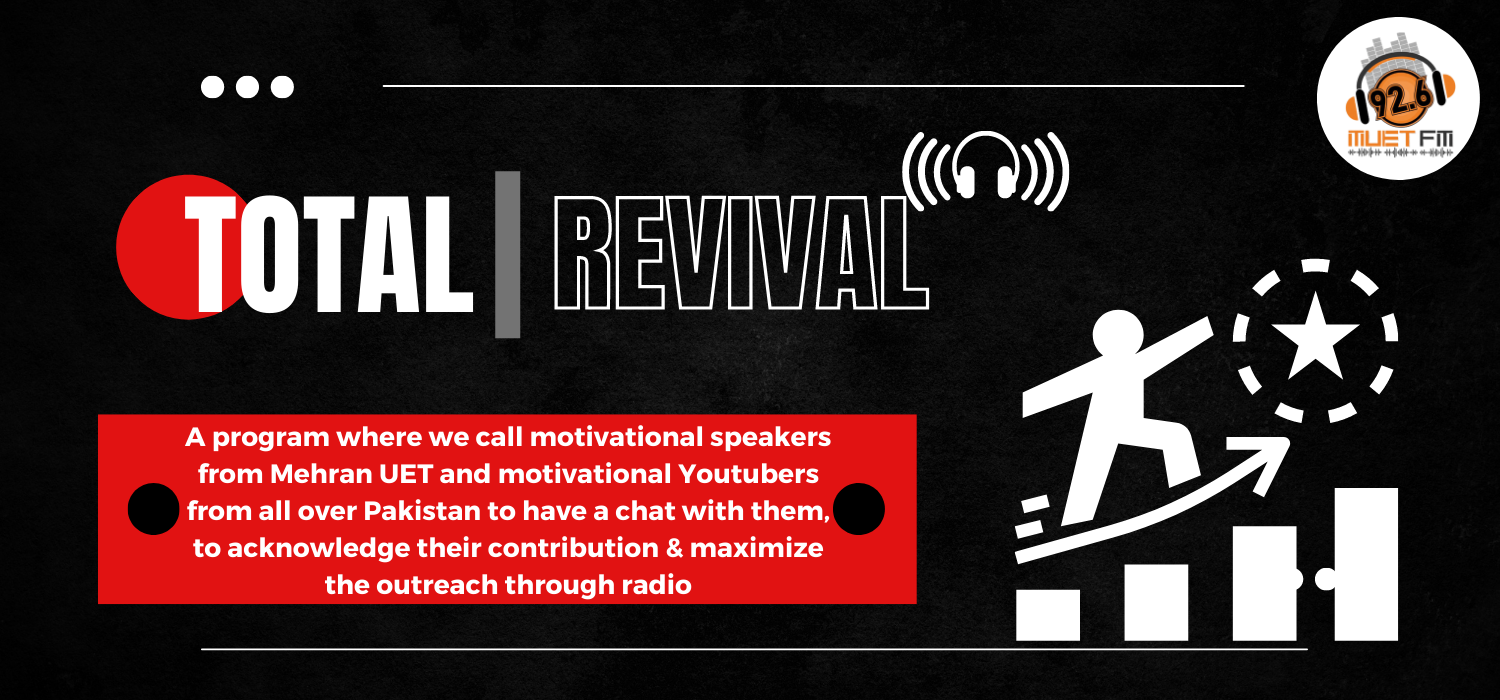 92.6
MUET FM
TOTAL REVIVAL
A program where we call motivational speakers
from Mehran UET and motivational Youtubers
from all over Pakistan to have a chat with them,
to acknowledge their contribution & maximize
the outreach through radio